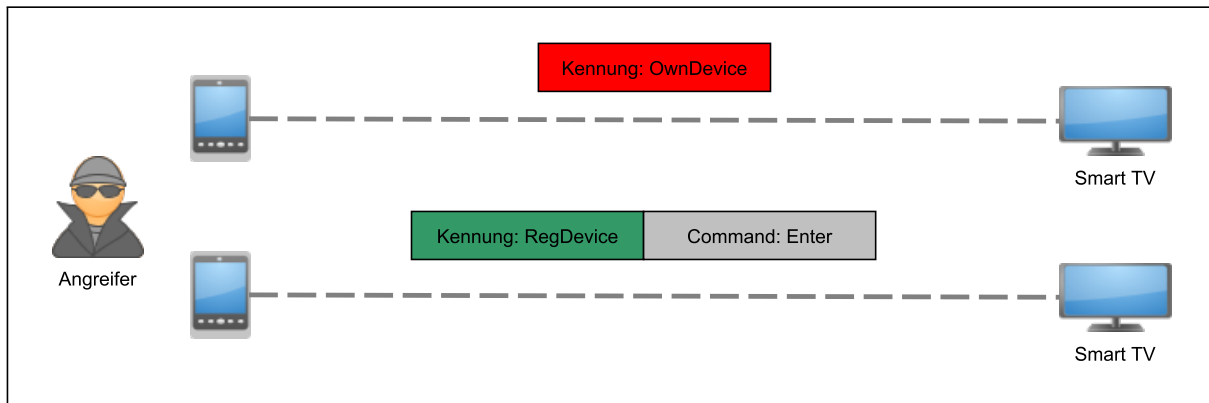 Kennung: OwnDevice
Smart TV
Kennung: RegDevice Command: Enter
Angreifer
Smart TV